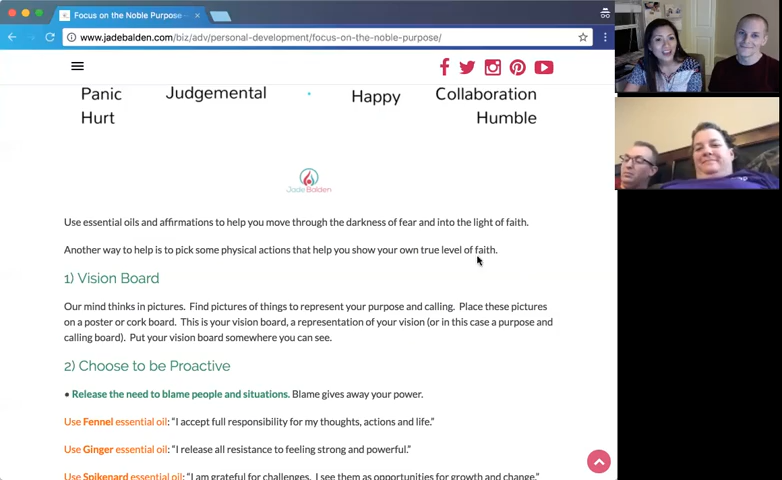 Focus on the Noble Purpose
www.jadebalden.com/biz/adv/personal-development/focus-on-the-noble-purpose/
Panic Judgemental Happy Collaboration
Hurt Humble
Jade Balden
Use essential oils and affirmations to help you move through the darkness of fear and into the light of faith.
Another way to help is to pick some physical actions that help you show your own true level of faith.
1) Vision Board
Our mind thinks in pictures. Find pictures of things to represent your purpose and calling. Place these pictures
on a poster or cork board. This is your vision board, a representation of your vision (or in this case a purpose and
calling board). Put your vision board somewhere you can see.
2) Choose to be Proactive
• Release the need to blame people and situations. Blame gives away your power.
Use Fennel essential oil: “I accept full responsibility for my thoughts, actions and life.”
Use Ginger essential oil: “I release all resistance to feeling strong and powerful.”
Use Spikenard essential oil: “I am grateful for challenges. I see them as opportunities for growth and change.”